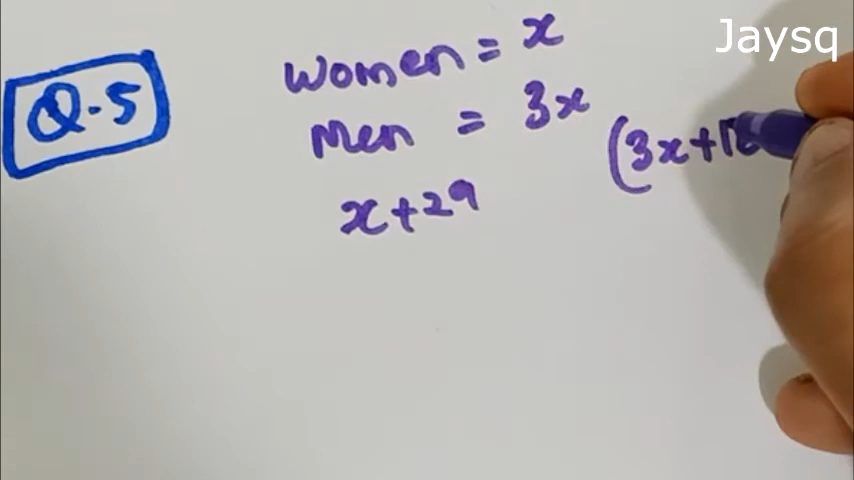 Jaysq
Q.5
women = x
Men = 3x
x+29
(3x+